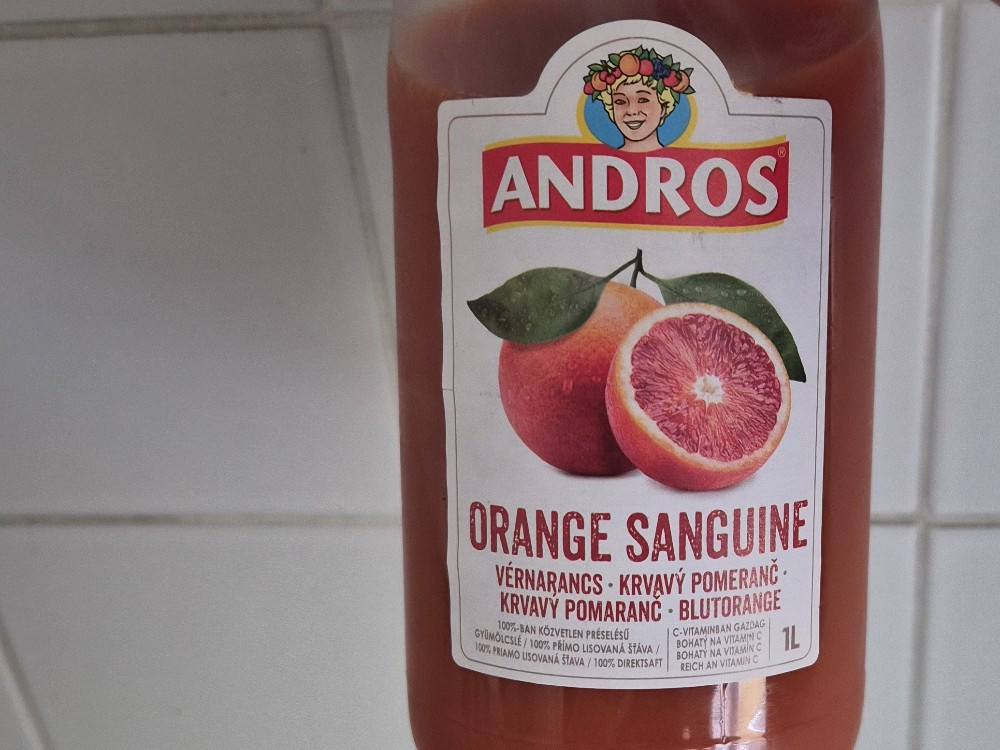 ANDROS®
ORANGE SANGUINE
VÉRNARANCS · KRVAVÝ POMERANČ ·
KRVAVÝ POMARANČ · BLUTORANGE
100%-BAN KÖZVETLEN PRÉSELÉSŰ
GYÜMÖLCSLÉ / 100% PŘÍMO LISOVANÁ ŠŤÁVA /
100% PRIAMO LISOVANÁ ŠŤAVA / 100% DIREKTSAFT
C-VITAMINBAN GAZDAG
BOHATÝ NA VITAMIN C
BOHATÝ NA VITAMÍN C
REICH AN VITAMIN C
1L